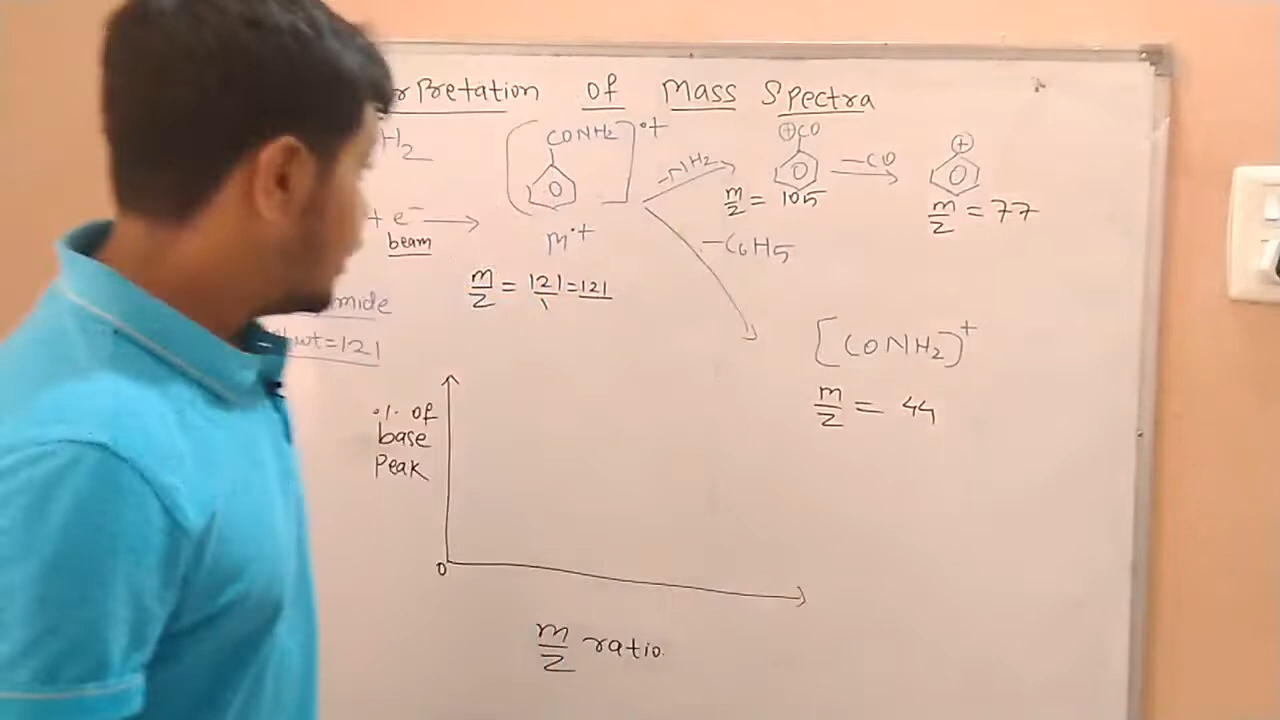 rpretation of Mass Spectra
H2
+ e⁻
beam
CONH2 •+
M•+
m/z = 121/1 = 121
-NH2
⊕CO
m/z = 105
-CO
⊕
m/z = 77
-C6H5
[CONH2]+
m/z = 44
mide
wt=121
% of
base
Peak
0
m/z ratio